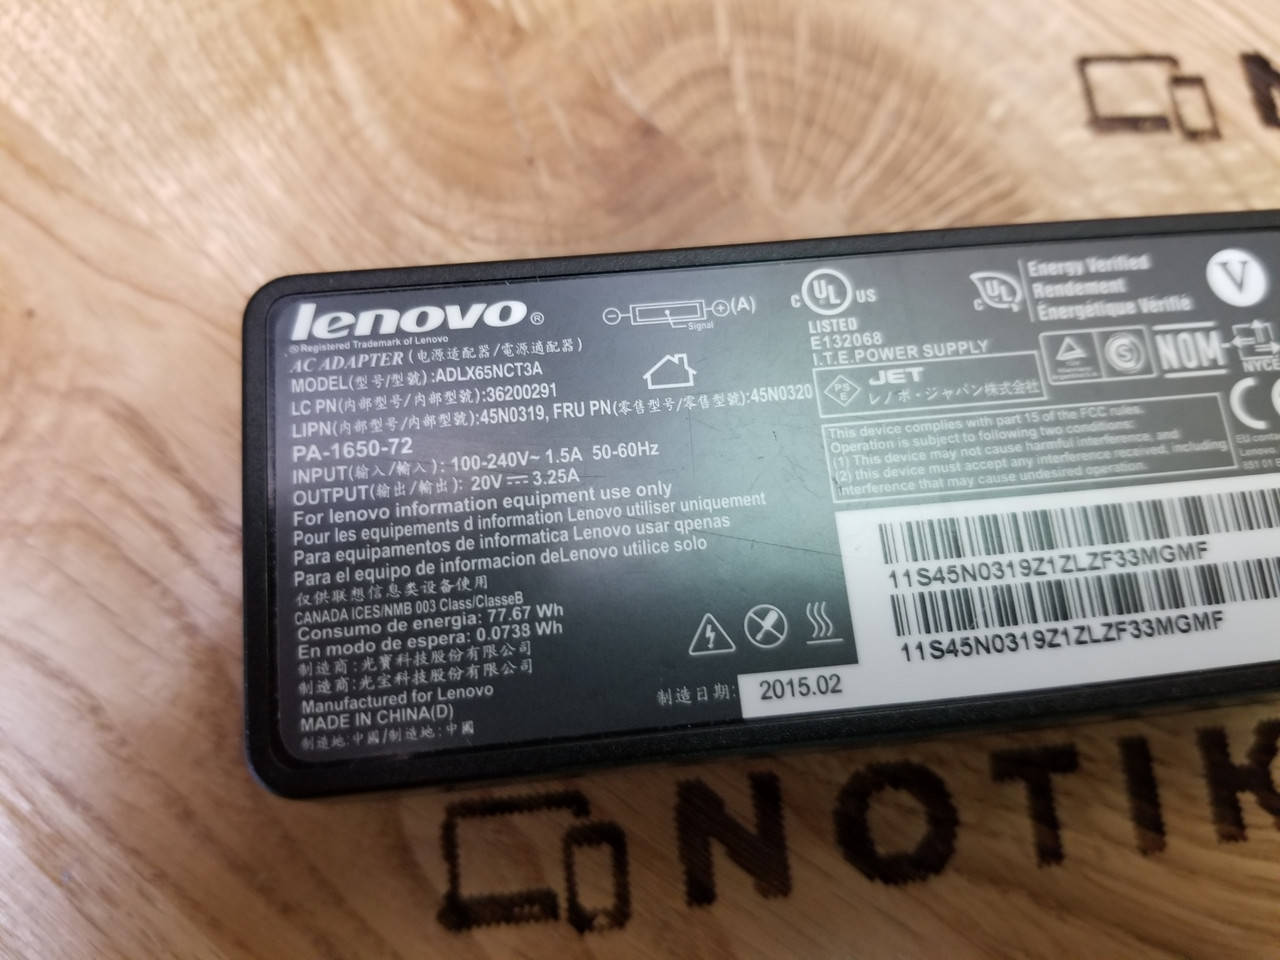 lenovo®
®Registered Trademark of Lenovo
AC ADAPTER (电源适配器/電源適配器)
MODEL(型号/型號):ADLX65NCT3A
LC PN(内部型号/内部型號):36200291
LIPN(内部型号/内部型號):45N0319, FRU PN(零售型号/零售型號):45N0320
PA-1650-72
INPUT(输入/輸入): 100-240V~ 1.5A 50-60Hz
OUTPUT(输出/輸出): 20V⎓3.25A
For lenovo information equipment use only
Pour les equipements d information Lenovo utiliser uniquement
Para equipamentos de informatica Lenovo usar qpenas
Para el equipo de informacion deLenovo utilice solo
仅供联想信息类设备使用
CANADA ICES/NMB 003 Class/ClasseB
Consumo de energia: 77.67 Wh
En modo de espera: 0.0738 Wh
制造商:光寶科技股份有限公司
制造商:光宝科技股份有限公司
Manufactured for Lenovo
MADE IN CHINA(D)
制造地:中國/制造地:中国
(A)
Signal
C UL US
LISTED
E132068
I.T.E.POWER SUPPLY
UL
Energy Verified
Rendement
Énergétique Vérifié
V
PSE
JET
レノボ・ジャパン株式会社
S
NOM
NYCE
CE
This device complies with part 15 of the FCC rules.
Operation is subject to following two conditions:
(1) This device may not cause harmful interference, and
(2) this device must accept any interference received, including
interference that may cause undesired operation.
EU
Lenovo,
851 01
11S45N0319Z1ZLZF33MGMF
11S45N0319Z1ZLZF33MGMF
制造日期: 2015.02
NOTIK